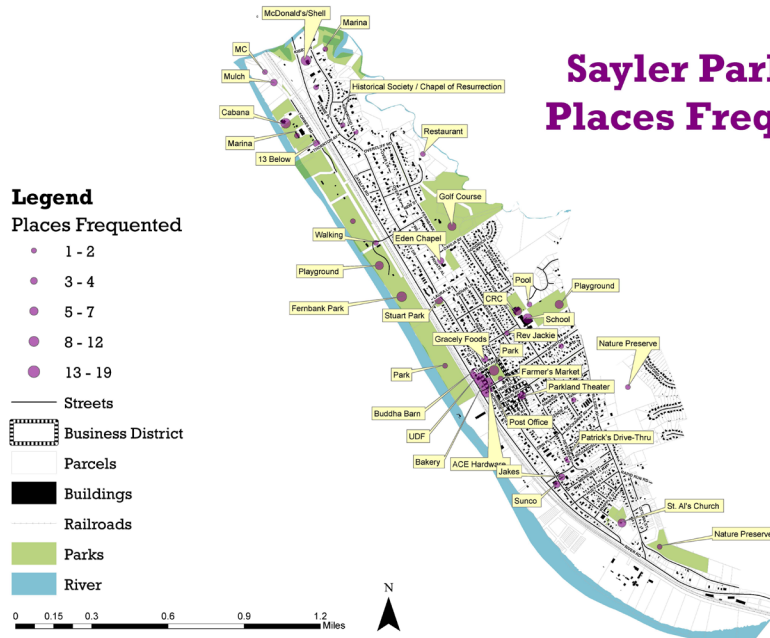 Sayler Par
Places Freq
McDonald's/Shell
Marina
MC
Mulch
Historical Society / Chapel of Resurrection
Cabana
Marina
13 Below
Restaurant
Golf Course
Walking
Eden Chapel
Playground
Pool
Playground
CRC
Fernbank Park
Stuart Park
School
Rev Jackie
Gracely Foods
Park
Nature Preserve
Park
Farmer's Market
Parkland Theater
Buddha Barn
Post Office
UDF
Patrick's Drive-Thru
Bakery
ACE Hardware
Jakes
Sunco
St. Al's Church
Nature Preserve
Legend
Places Frequented
1 - 2
3 - 4
5 - 7
8 - 12
13 - 19
Streets
Business District
Parcels
Buildings
Railroads
Parks
River
0 0.15 0.3 0.6 0.9 1.2
Miles
N